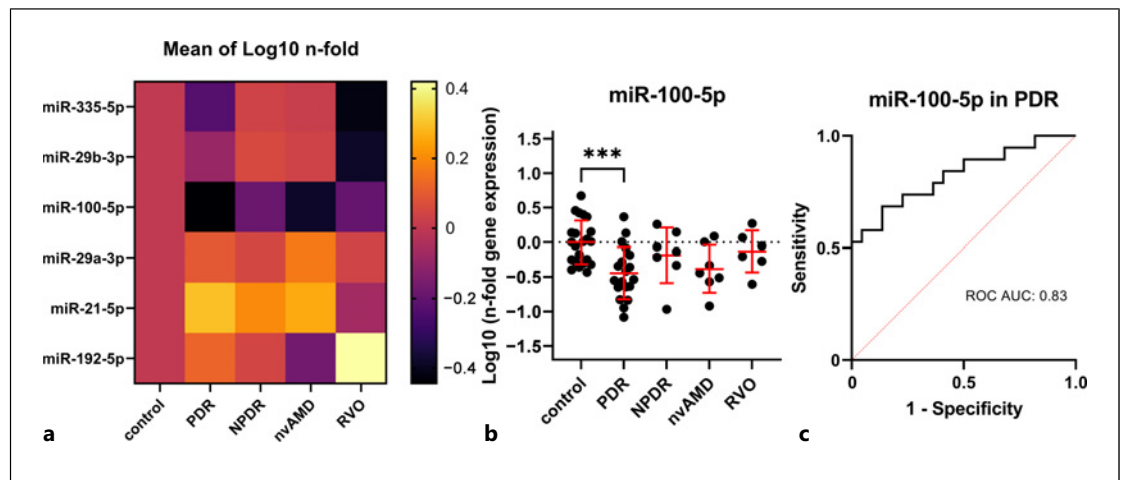 Mean of Log10 n-fold
miR-335-5p
miR-29b-3p
miR-100-5p
miR-29a-3p
miR-21-5p
miR-192-5p
control
PDR
NPDR
nvAMD
RVO
0.4
0.2
0
−0.2
−0.4
a
miR-100-5p
Log10 (n-fold gene expression)
1.5
1.0
0.5
0.0
−0.5
−1.0
−1.5
***
control
PDR
NPDR
nvAMD
RVO
b
miR-100-5p in PDR
Sensitivity
1.0
0.5
0
ROC AUC: 0.83
0
0.5
1.0
1 - Specificity
c